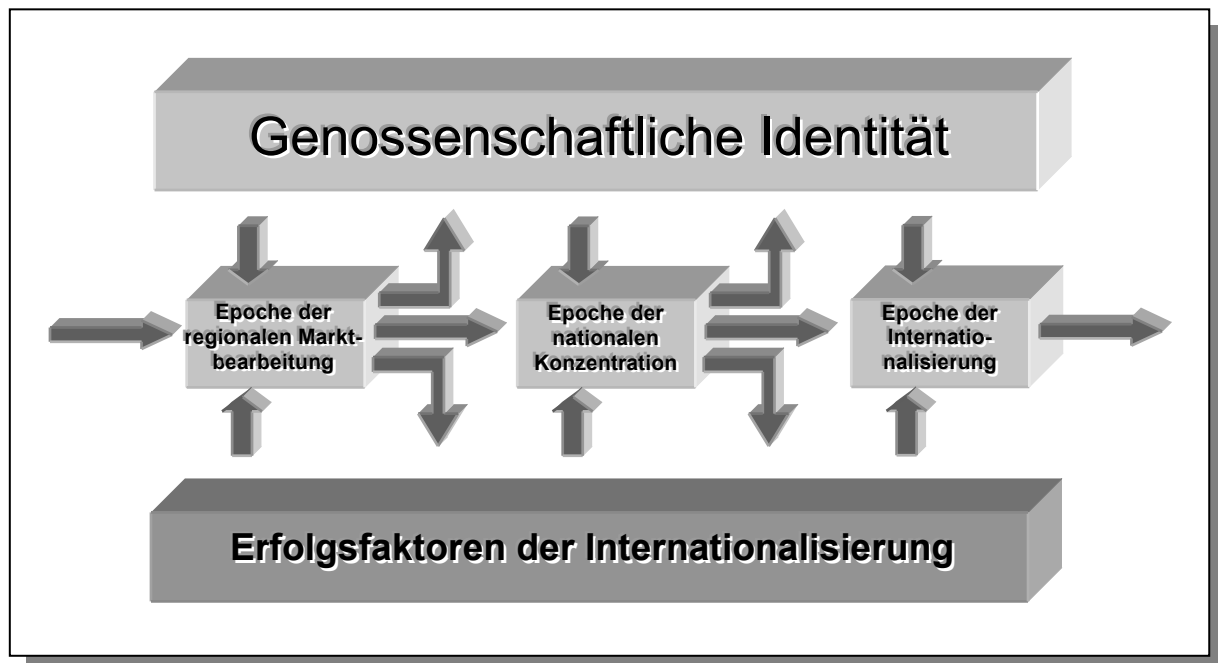 Genossenschaftliche Identität
Epoche der
regionalen Markt-
bearbeitung
Epoche der
nationalen
Konzentration
Epoche der
Internatio-
nalisierung
Erfolgsfaktoren der Internationalisierung